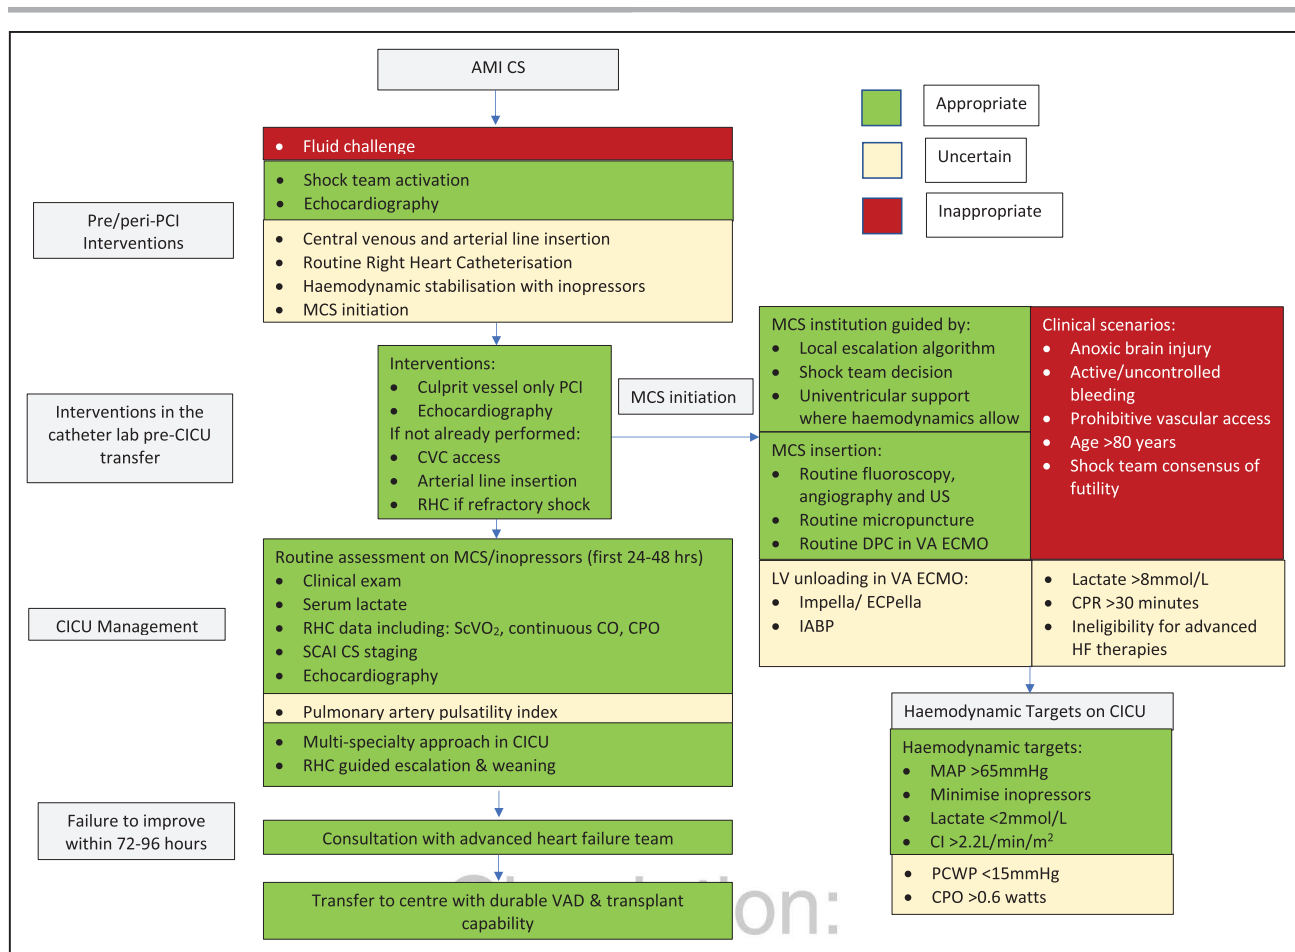 AMI CS
Appropriate
Uncertain
Inappropriate
Pre/peri-PCI
Interventions
• Fluid challenge
• Shock team activation
• Echocardiography
• Central venous and arterial line insertion
• Routine Right Heart Catheterisation
• Haemodynamic stabilisation with inopressors
• MCS initiation
Interventions in the
catheter lab pre-CICU
transfer
Interventions:
• Culprit vessel only PCI
• Echocardiography
If not already performed:
• CVC access
• Arterial line insertion
• RHC if refractory shock
MCS initiation
MCS institution guided by:
• Local escalation algorithm
• Shock team decision
• Univentricular support
where haemodynamics allow
MCS insertion:
• Routine fluoroscopy,
angiography and US
• Routine micropuncture
• Routine DPC in VA ECMO
LV unloading in VA ECMO:
• Impella/ ECPella
• IABP
Clinical scenarios:
• Anoxic brain injury
• Active/uncontrolled
bleeding
• Prohibitive vascular access
• Age >80 years
• Shock team consensus of
futility
• Lactate >8mmol/L
• CPR >30 minutes
• Ineligibility for advanced
HF therapies
CICU Management
Routine assessment on MCS/inopressors (first 24-48 hrs)
• Clinical exam
• Serum lactate
• RHC data including: ScVO₂, continuous CO, CPO
• SCAI CS staging
• Echocardiography
• Pulmonary artery pulsatility index
• Multi-specialty approach in CICU
• RHC guided escalation & weaning
Haemodynamic Targets on CICU
Haemodynamic targets:
• MAP >65mmHg
• Minimise inopressors
• Lactate <2mmol/L
• CI >2.2L/min/m²
• PCWP <15mmHg
• CPO >0.6 watts
Failure to improve
within 72-96 hours
Consultation with advanced heart failure team
Transfer to centre with durable VAD & transplant
capability